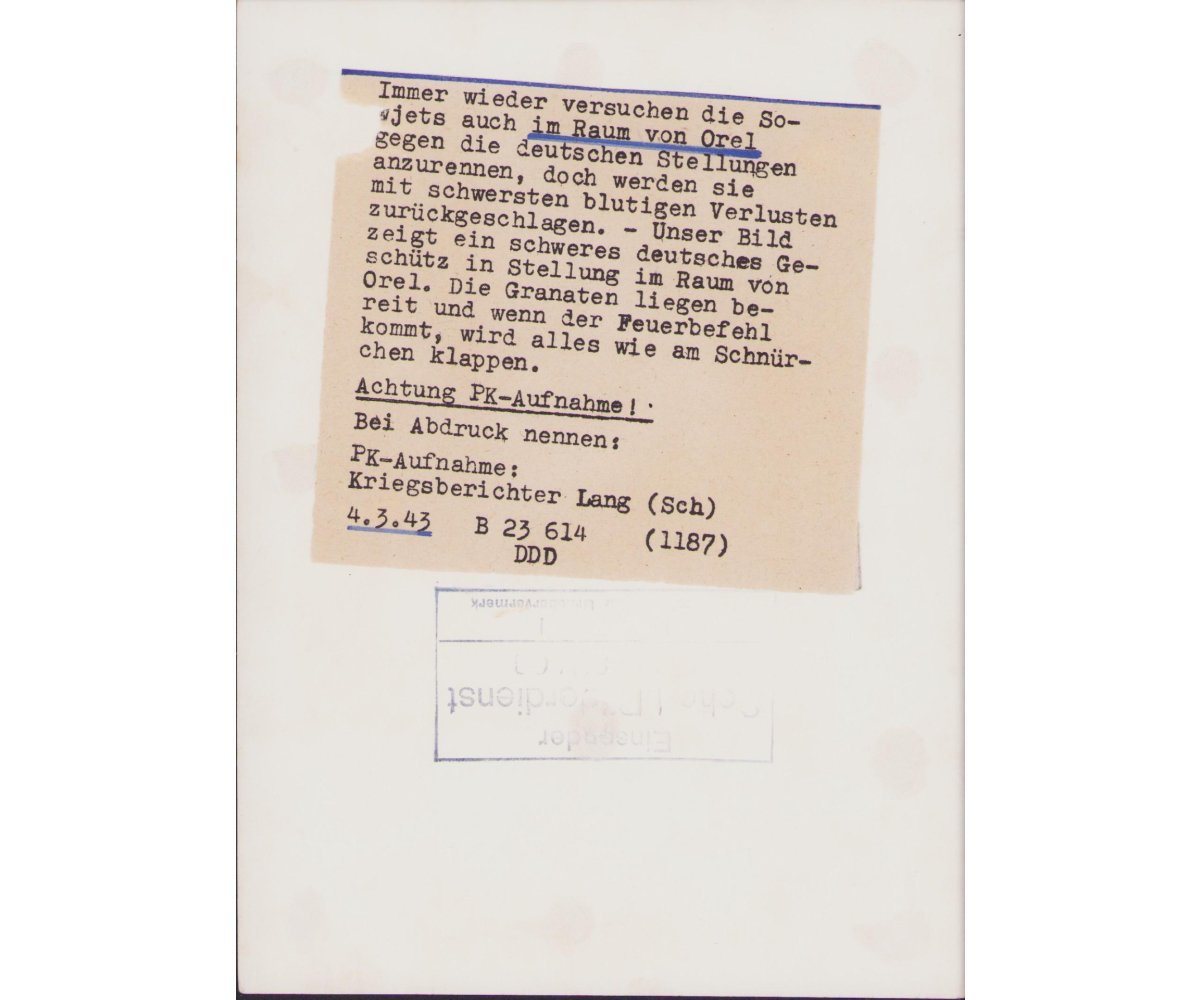 Immer wieder versuchen die So-
wjets auch im Raum von Orel
gegen die deutschen Stellungen
anzurennen, doch werden sie
mit schwersten blutigen Verlusten
zurückgeschlagen. - Unser Bild
zeigt ein schweres deutsches Ge-
schütz in Stellung im Raum von
Orel. Die Granaten liegen be-
reit und wenn der Feuerbefehl
kommt, wird alles wie am Schnür-
chen klappen.
Achtung PK-Aufnahme!
Bei Abdruck nennen:
PK-Aufnahme:
Kriegsberichter Lang (Sch)
4.3.43 B 23 614 (1187)
DDD
Einsender